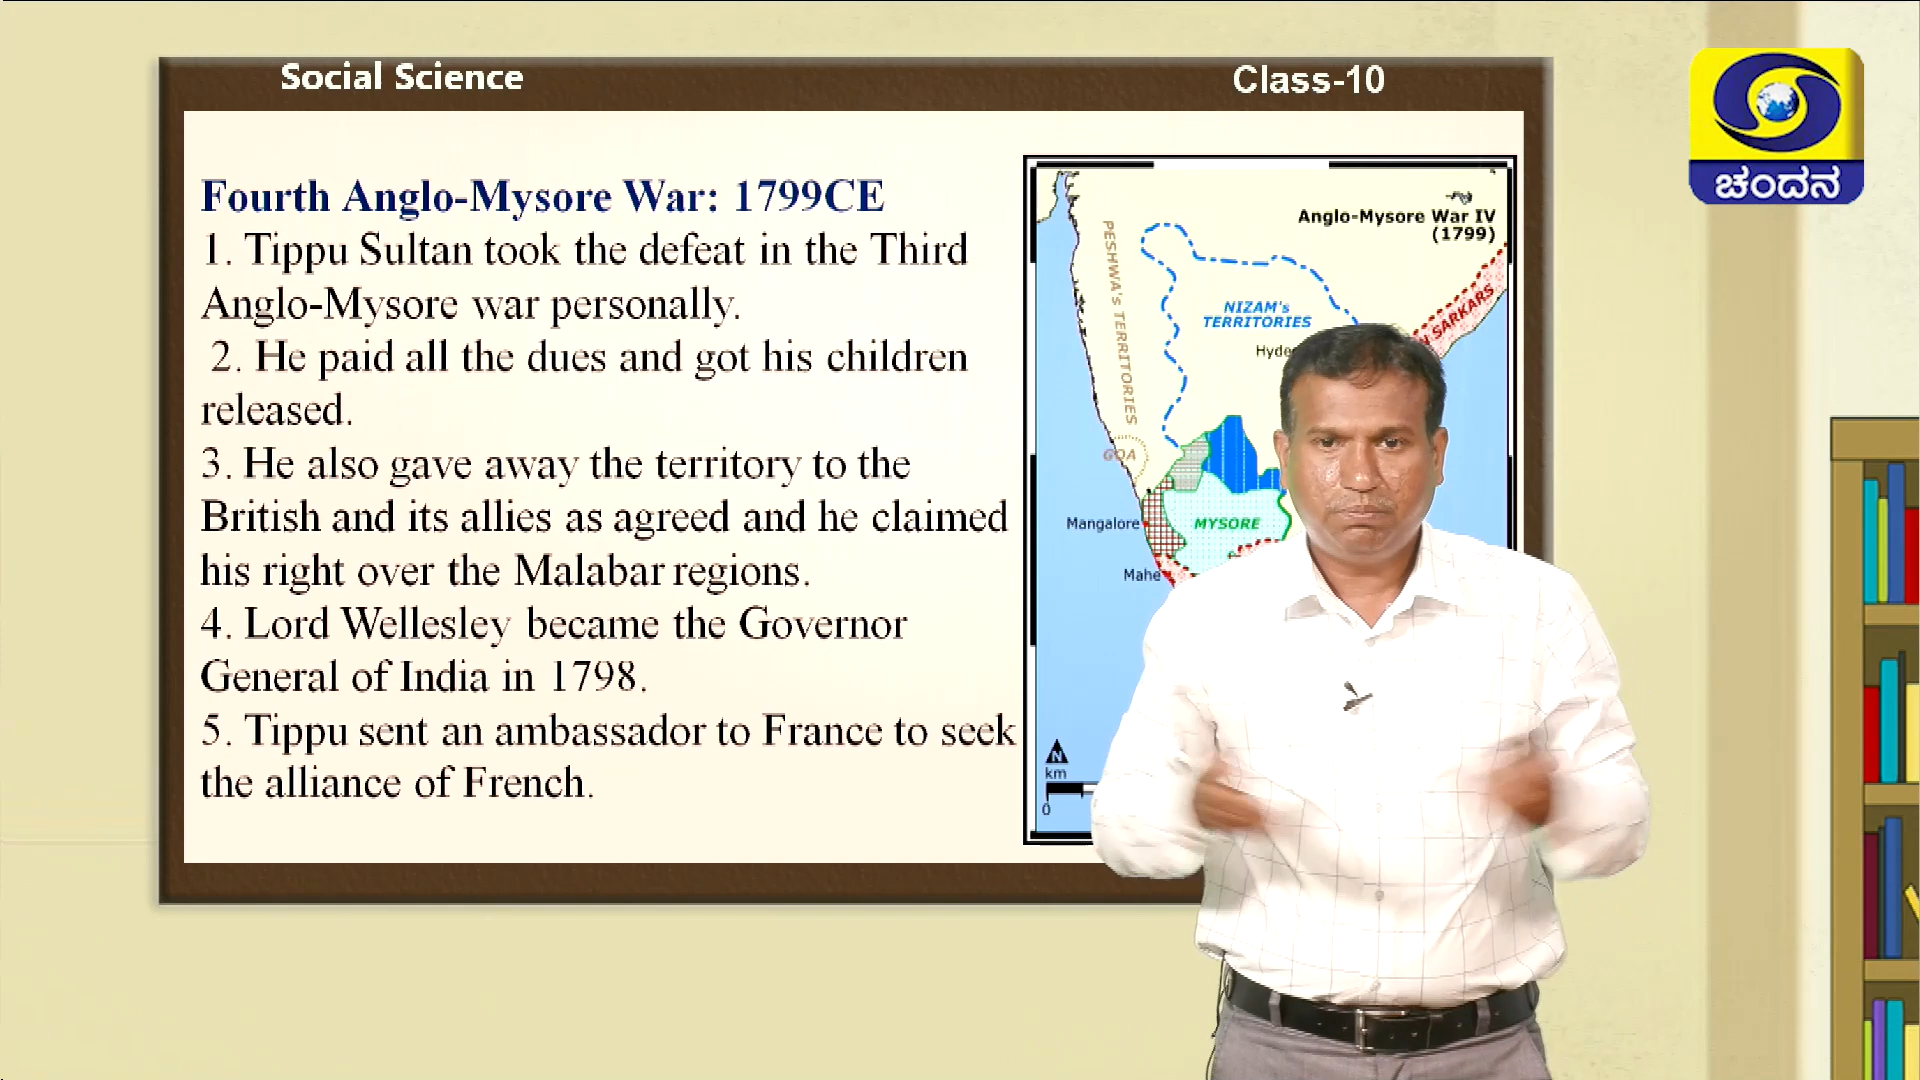 Social Science
Class-10
ಚಂದನ
Fourth Anglo-Mysore War: 1799CE
1. Tippu Sultan took the defeat in the Third
Anglo-Mysore war personally.
2. He paid all the dues and got his children
released.
3. He also gave away the territory to the
British and its allies as agreed and he claimed
his right over the Malabar regions.
4. Lord Wellesley became the Governor
General of India in 1798.
5. Tippu sent an ambassador to France to seek
the alliance of French.
Anglo-Mysore War IV
(1799)
PESHWA's TERRITORIES
NIZAM's
TERRITORIES
SARKARS
GOA
Mangalore
MYSORE
Mahe
N
km
0